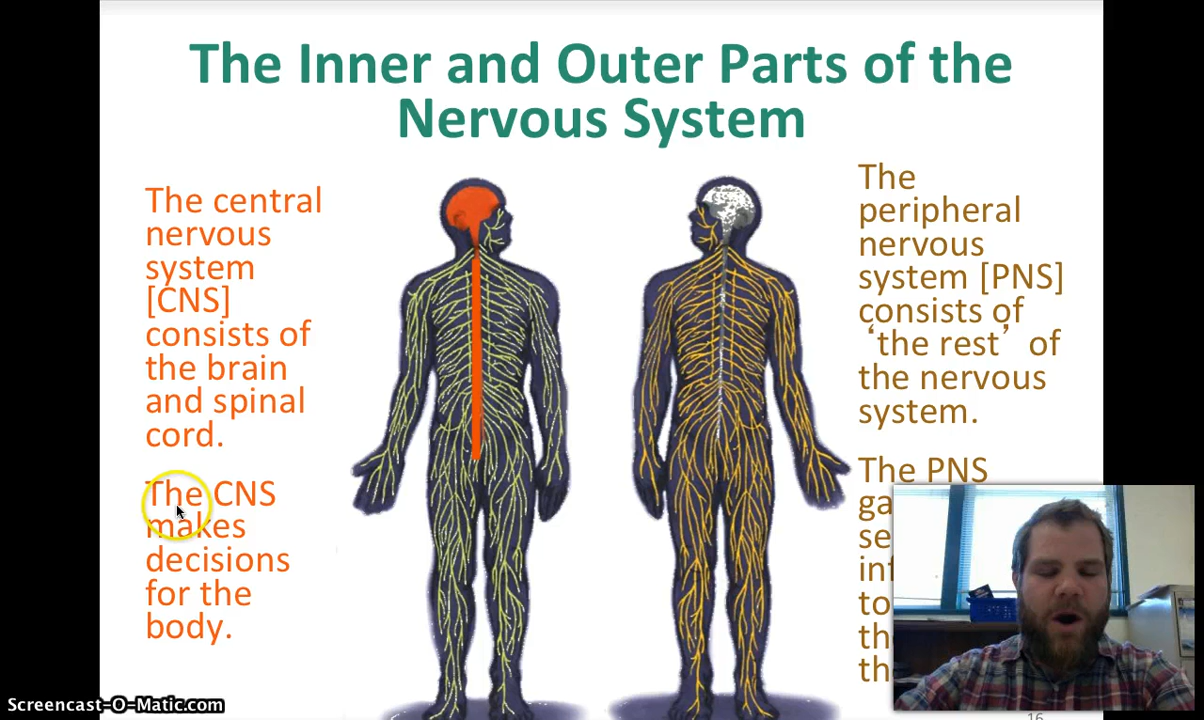 The Inner and Outer Parts of the
Nervous System
The central
nervous
system
[CNS]
consists of
the brain
and spinal
cord.
The CNS
makes
decisions
for the
body.
The
peripheral
nervous
system [PNS]
consists of
‘the rest’ of
the nervous
system.
The PNS
Screencast-O-Matic.com
16